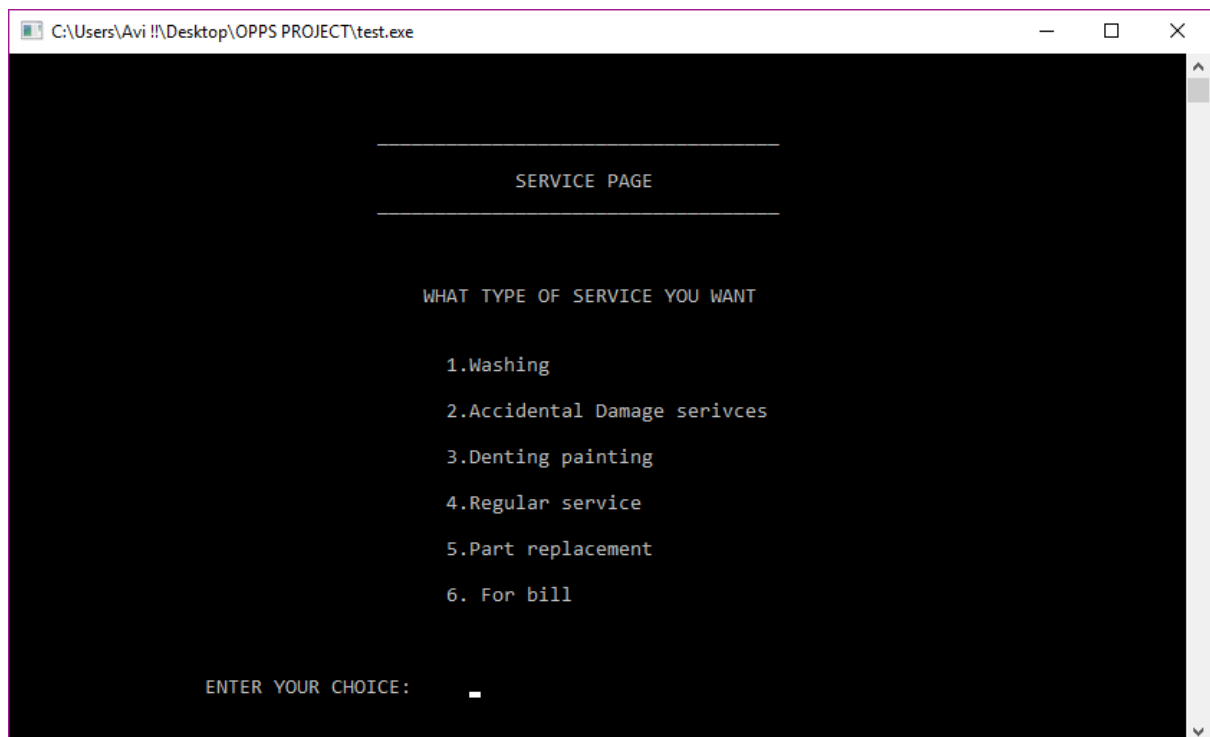 C:\Users\Avi !!\Desktop\OPPS PROJECT\test.exe
SERVICE PAGE
WHAT TYPE OF SERVICE YOU WANT
1.Washing
2.Accidental Damage serivces
3.Denting painting
4.Regular service
5.Part replacement
6. For bill
ENTER YOUR CHOICE: